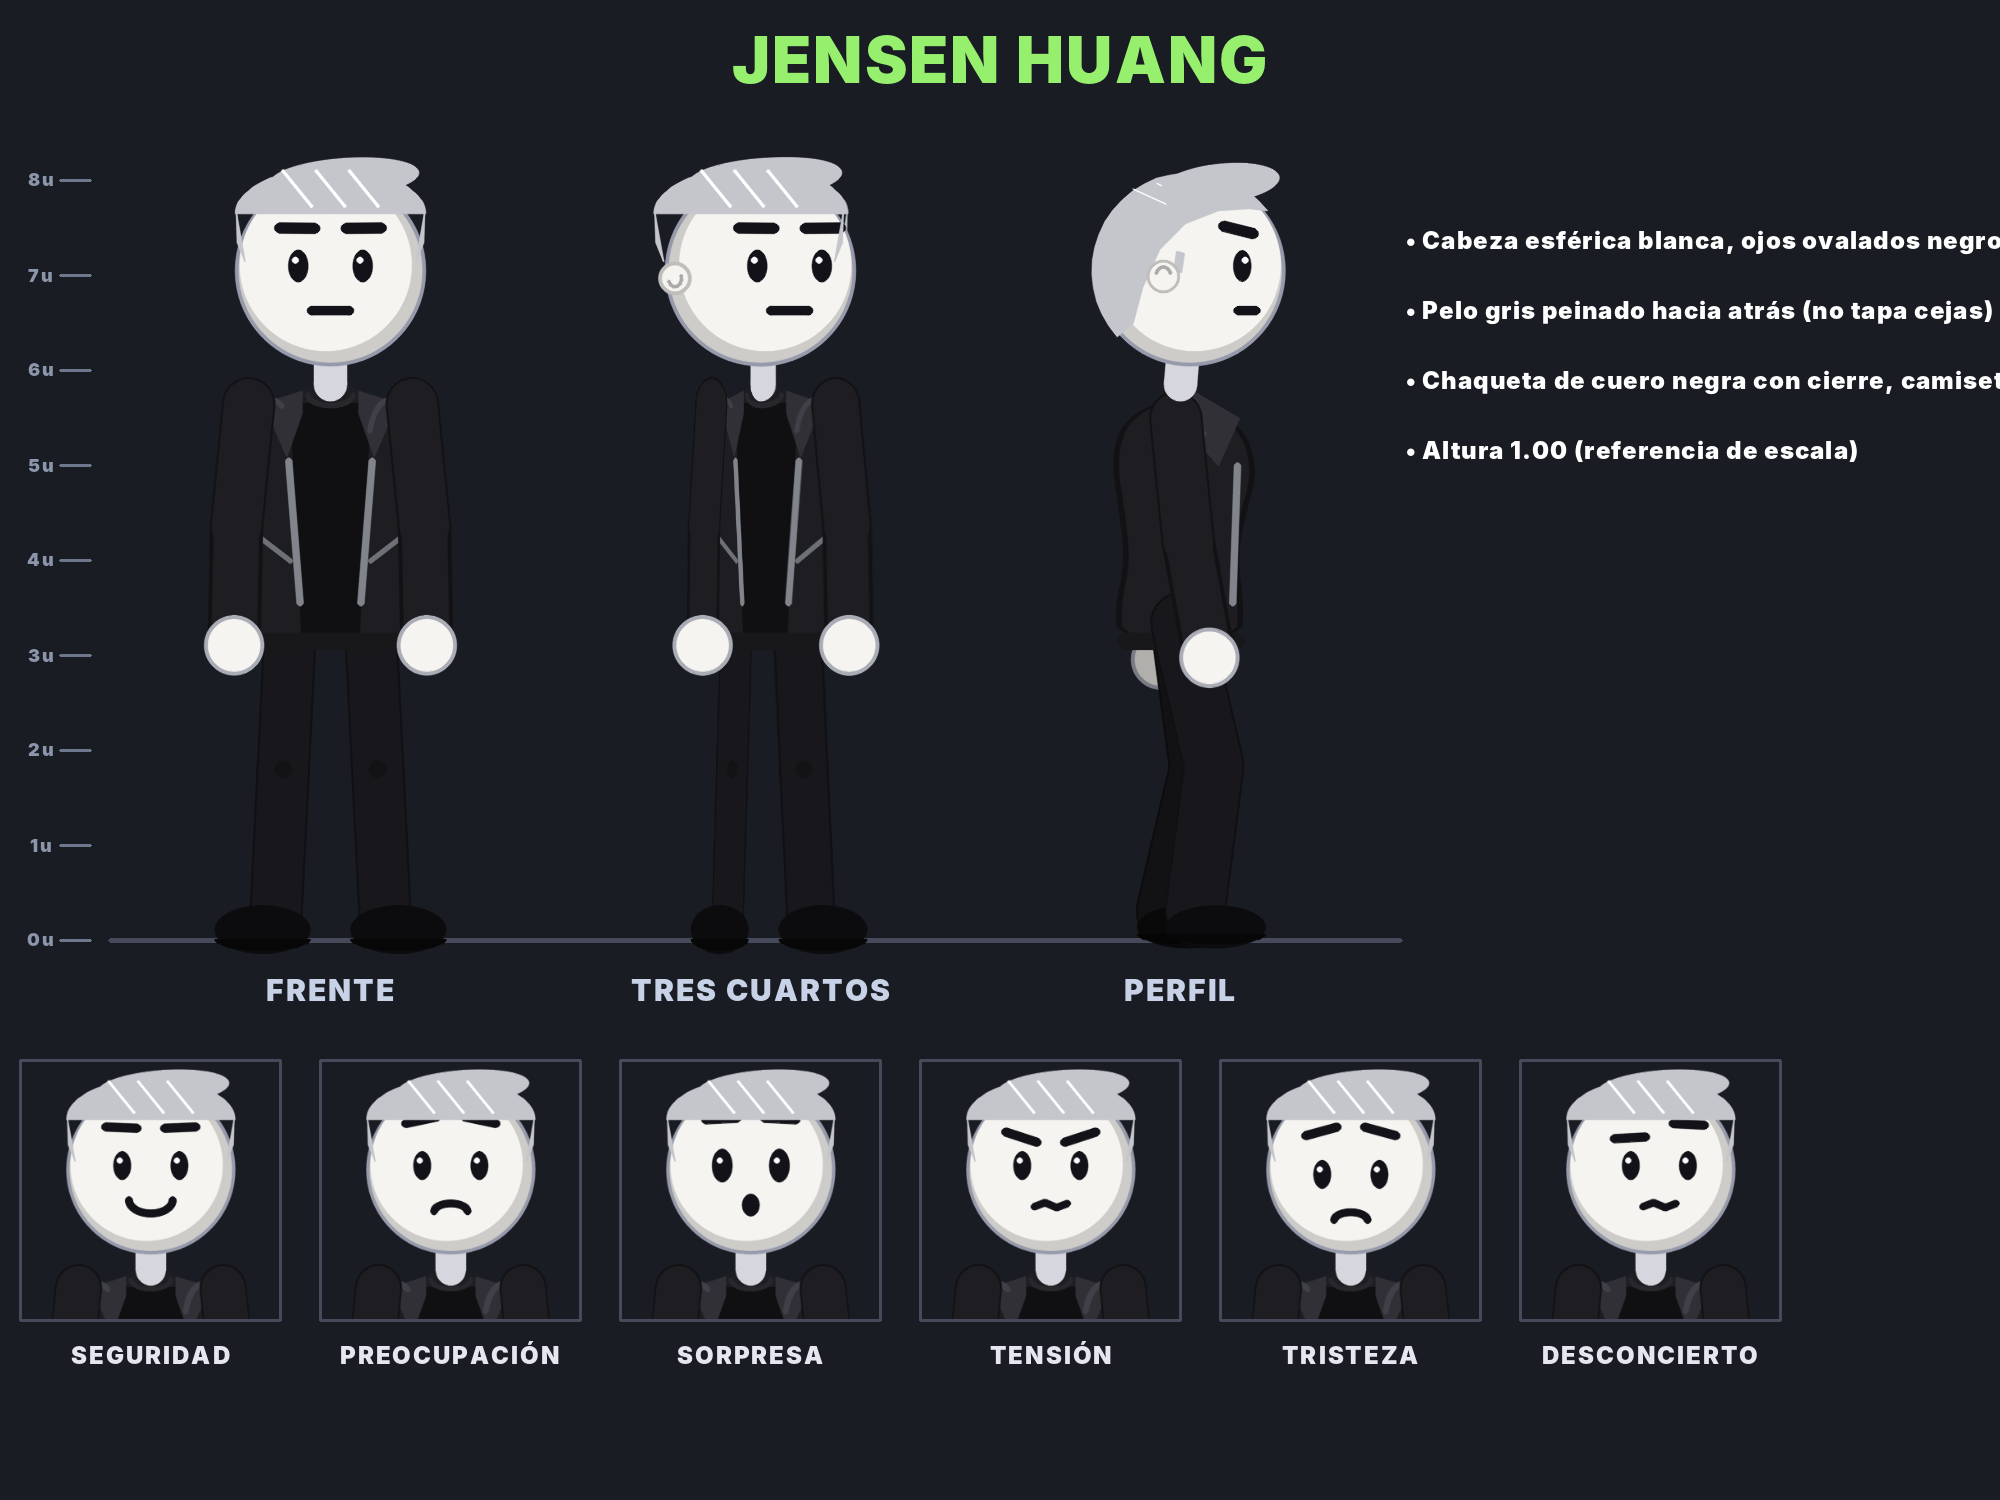 JENSEN HUANG
8u
7u
6u
5u
4u
3u
2u
1u
0u
• Cabeza esférica blanca, ojos ovalados negro
• Pelo gris peinado hacia atrás (no tapa cejas)
• Chaqueta de cuero negra con cierre, camiset
• Altura 1.00 (referencia de escala)
FRENTE
TRES CUARTOS
PERFIL
SEGURIDAD
PREOCUPACIÓN
SORPRESA
TENSIÓN
TRISTEZA
DESCONCIERTO